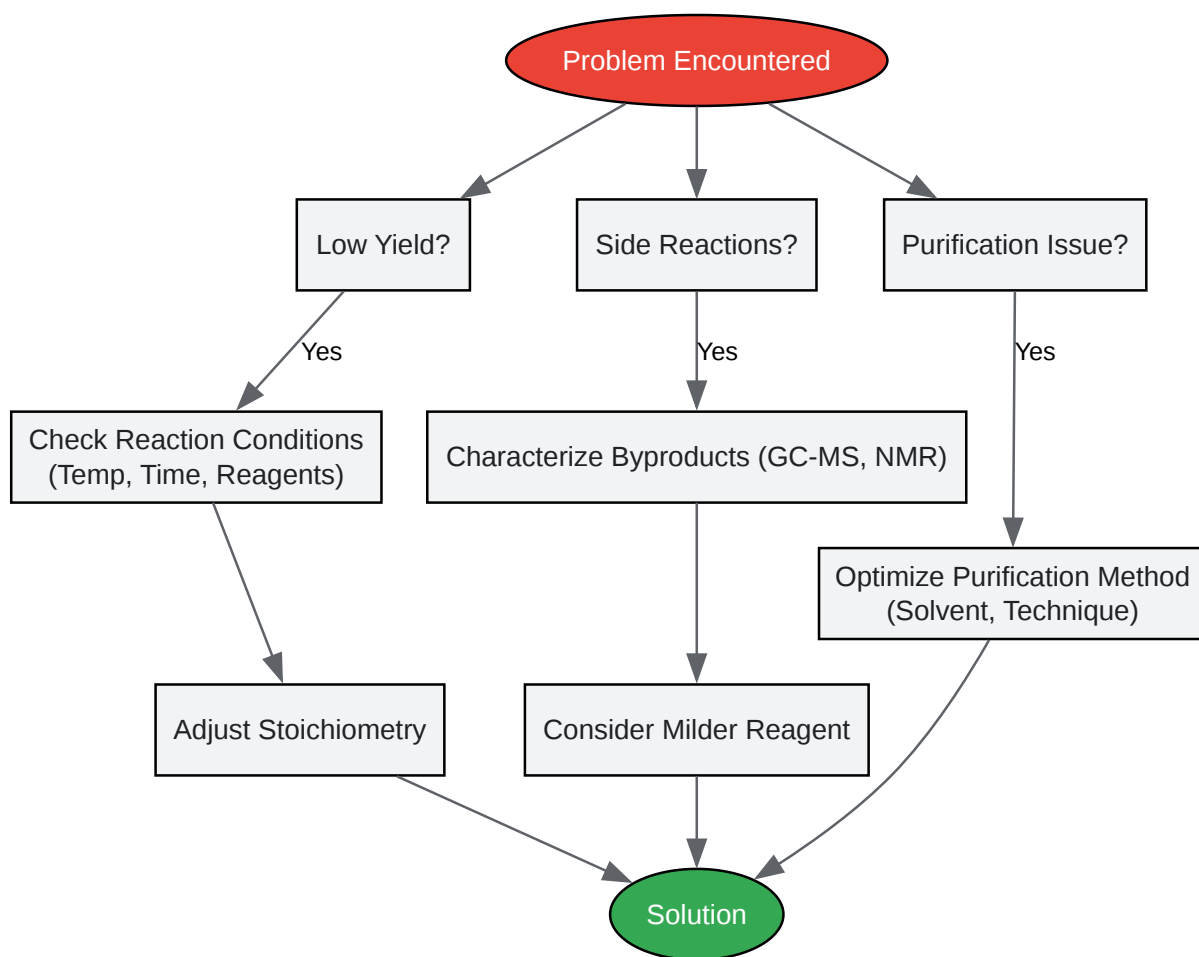 Problem Encountered
Low Yield?
Side Reactions?
Purification Issue?
Yes
Yes
Yes
Check Reaction Conditions
(Temp, Time, Reagents)
Characterize Byproducts (GC-MS, NMR)
Optimize Purification Method
(Solvent, Technique)
Adjust Stoichiometry
Consider Milder Reagent
Solution